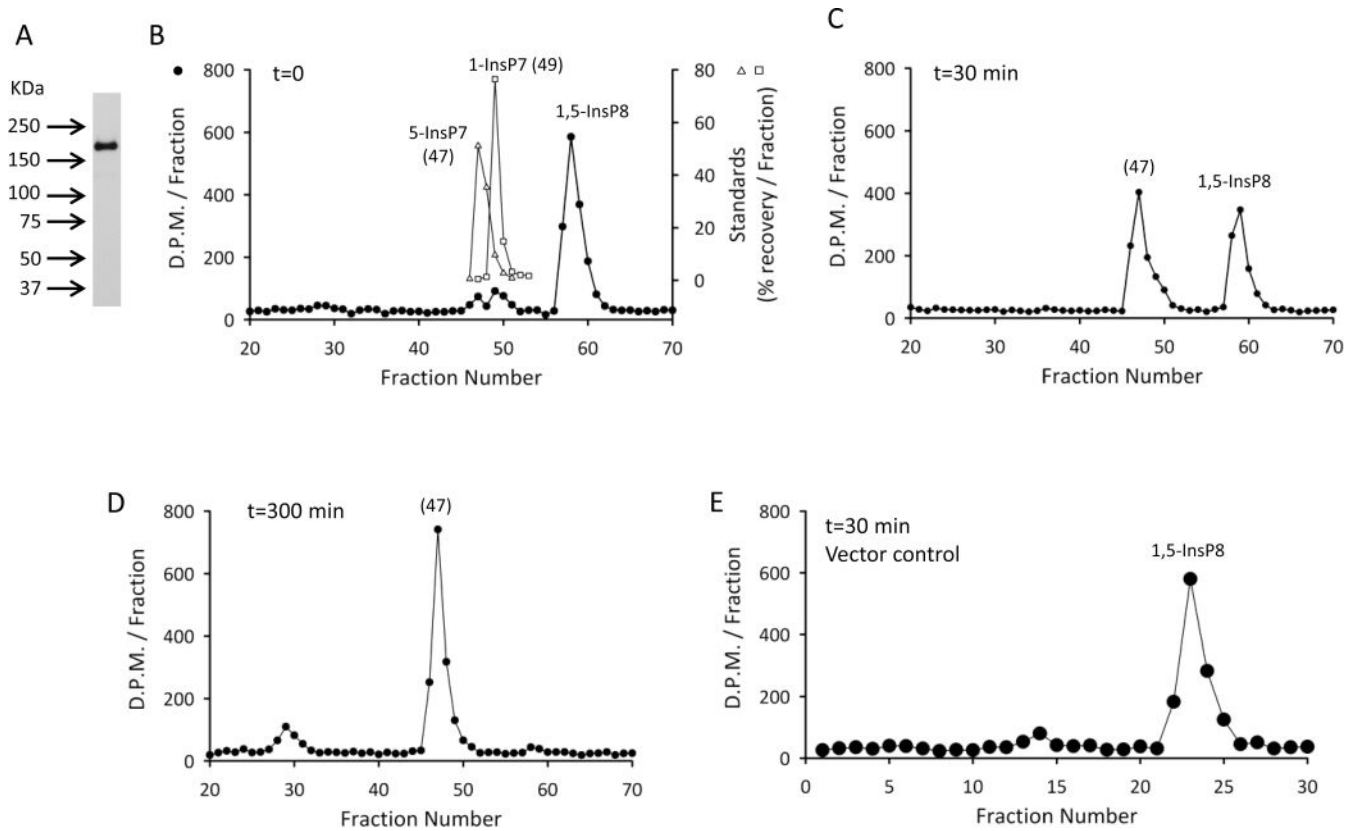 A
KDa
250
150
100
75
50
37
B
t=0
1-InsP7 (49)
5-InsP7
(47)
1,5-InsP8
800
600
400
200
0
D.P.M. / Fraction
20 30 40 50 60 70
Fraction Number
80
60
40
20
0
Standards
(% recovery / Fraction)
C
t=30 min
(47)
1,5-InsP8
800
600
400
200
0
D.P.M. / Fraction
20 30 40 50 60 70
Fraction Number
D
t=300 min
(47)
800
600
400
200
0
D.P.M. / Fraction
20 30 40 50 60 70
Fraction Number
E
t=30 min
Vector control
1,5-InsP8
800
600
400
200
0
D.P.M. / Fraction
0 5 10 15 20 25 30
Fraction Number